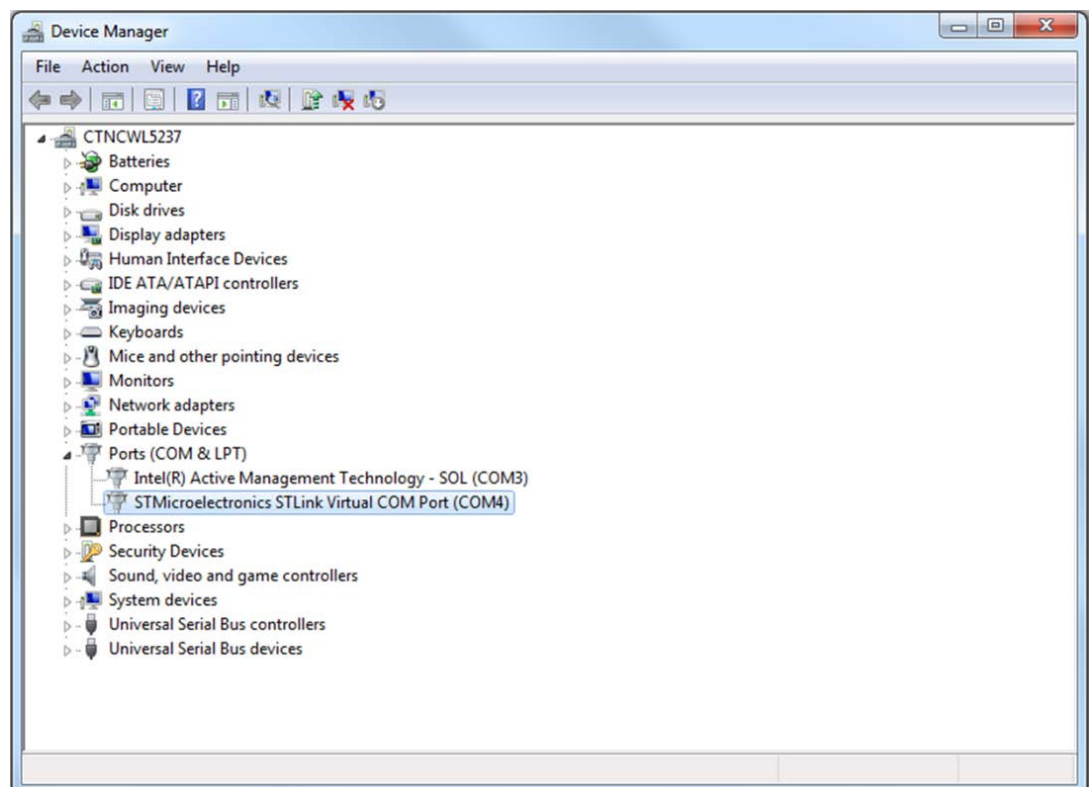 Device Manager
File Action View Help
CTNCWL5237
Batteries
Computer
Disk drives
Display adapters
Human Interface Devices
IDE ATA/ATAPI controllers
Imaging devices
Keyboards
Mice and other pointing devices
Monitors
Network adapters
Portable Devices
Ports (COM & LPT)
Intel(R) Active Management Technology - SOL (COM3)
STMicroelectronics STLink Virtual COM Port (COM4)
Processors
Security Devices
Sound, video and game controllers
System devices
Universal Serial Bus controllers
Universal Serial Bus devices